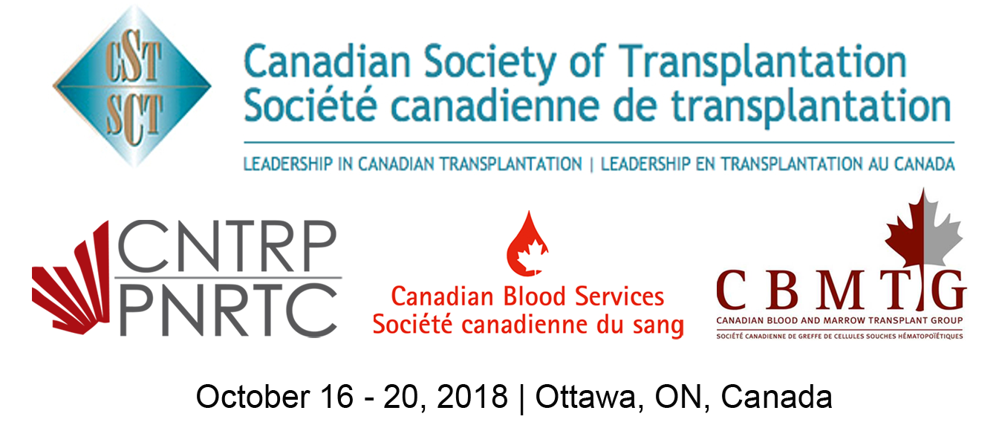 CST
SCT
Canadian Society of Transplantation
Société canadienne de transplantation
LEADERSHIP IN CANADIAN TRANSPLANTATION | LEADERSHIP EN TRANSPLANTATION AU CANADA
CNTRP
PNRTC
Canadian Blood Services
Société canadienne du sang
CBMTG
CANADIAN BLOOD AND MARROW TRANSPLANT GROUP
SOCIÉTÉ CANADIENNE DE GREFFE DE CELLULES SOUCHES HÉMATOPOÏÉTIQUES
October 16 - 20, 2018 | Ottawa, ON, Canada